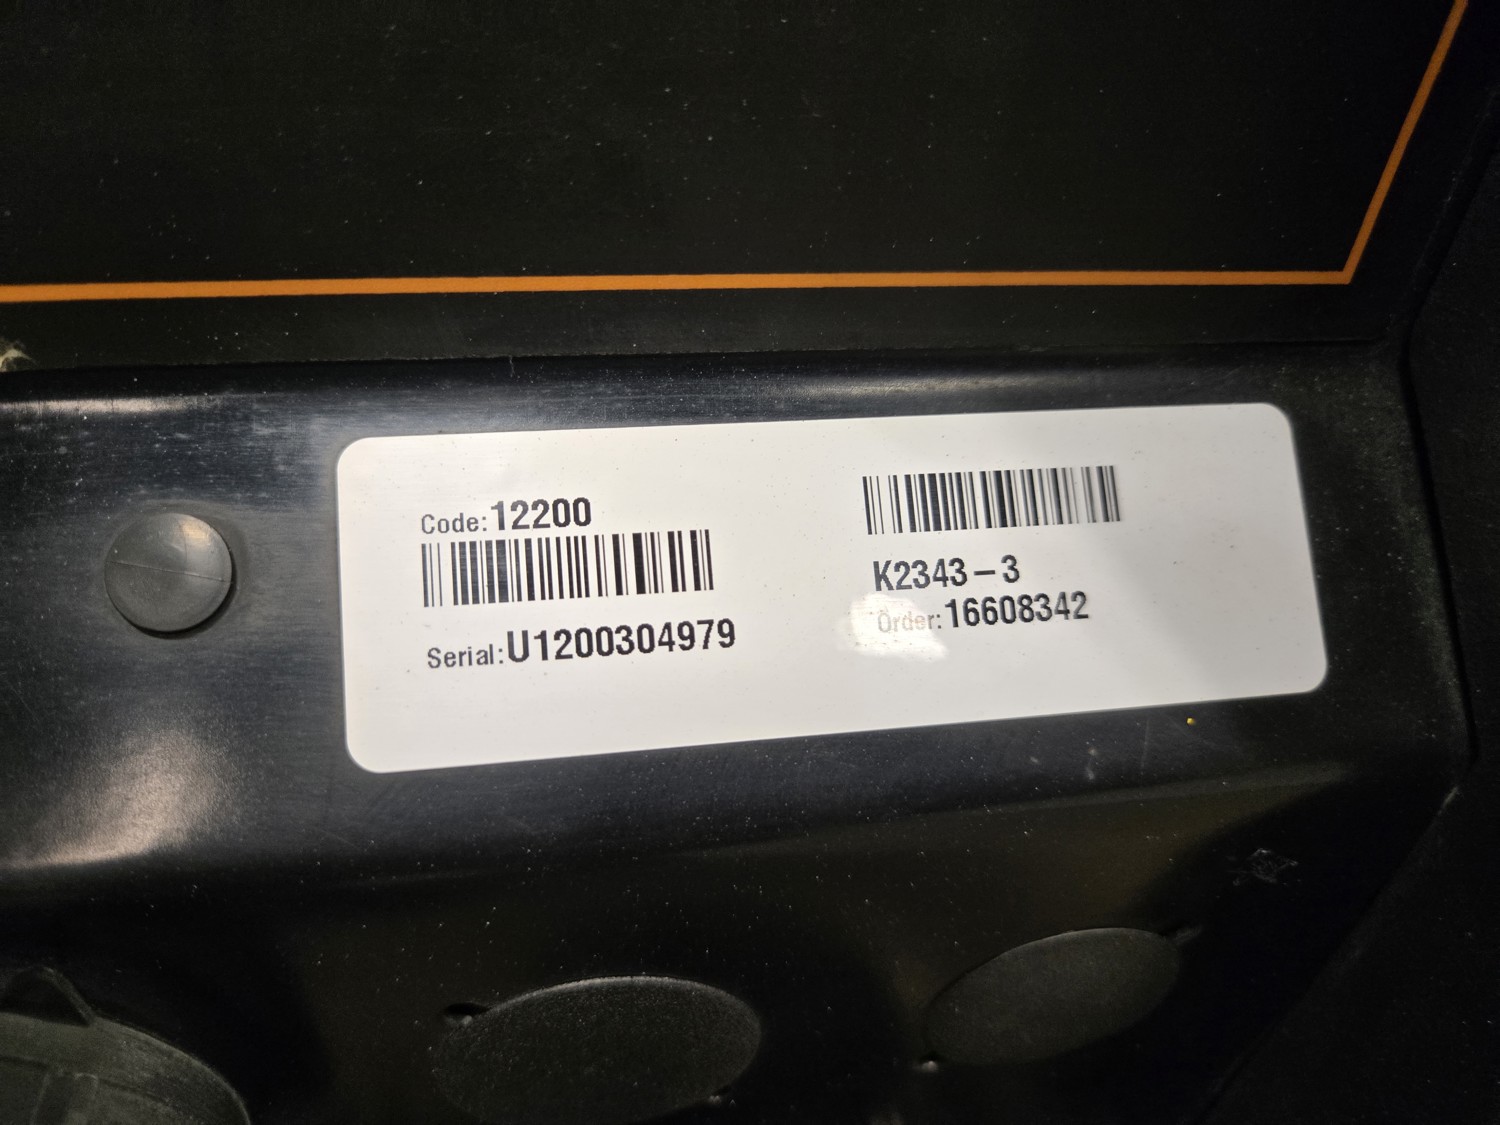 Code: 12200
Serial: U1200304979
K2343-3
Order: 16608342